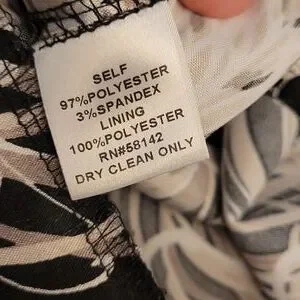 SELF
97%POLYESTER
3%SPANDEX
LINING
100%POLYESTER
RN#58142
DRY CLEAN ONLY